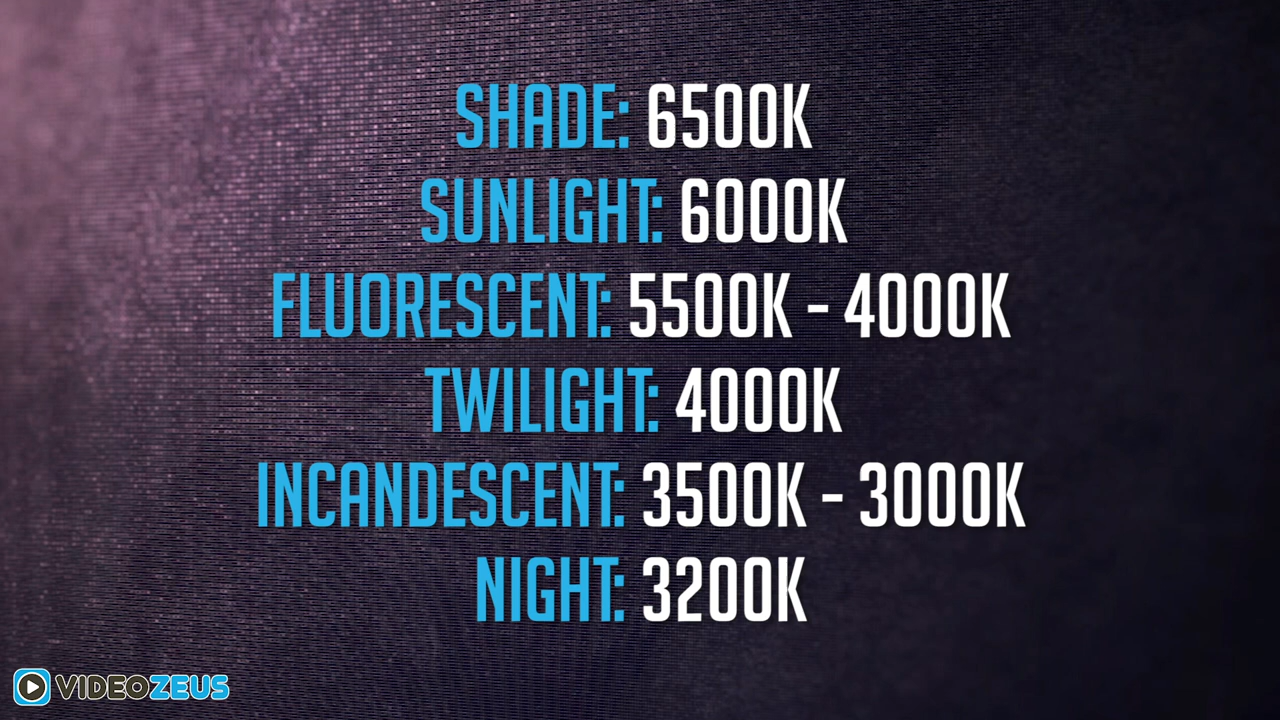 SHADE: 6500K
SUNLIGHT: 6000K
FLUORESCENT: 5500K - 4000K
TWILIGHT: 4000K
INCANDESCENT: 3500K - 3000K
NIGHT: 3200K
VIDEOZEUS